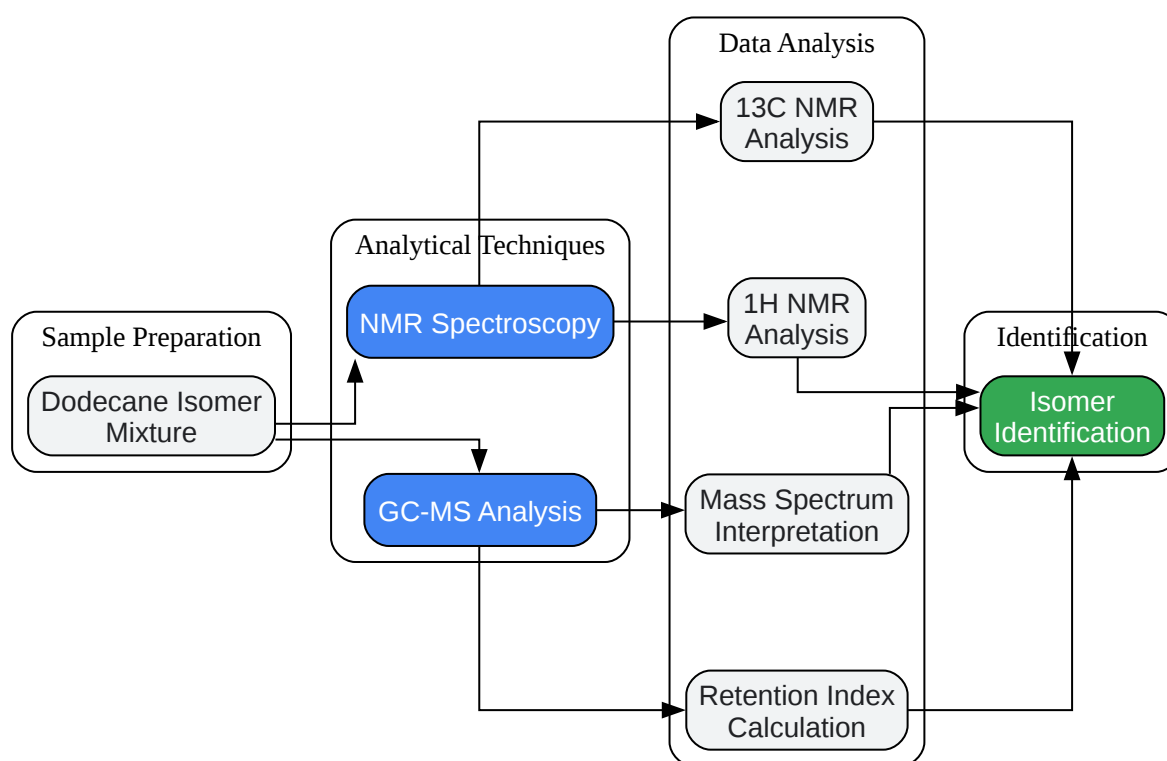 Sample Preparation
Dodecane Isomer
Mixture
Analytical Techniques
NMR Spectroscopy
GC-MS Analysis
Data Analysis
13C NMR
Analysis
1H NMR
Analysis
Mass Spectrum
Interpretation
Retention Index
Calculation
Identification
Isomer
Identification